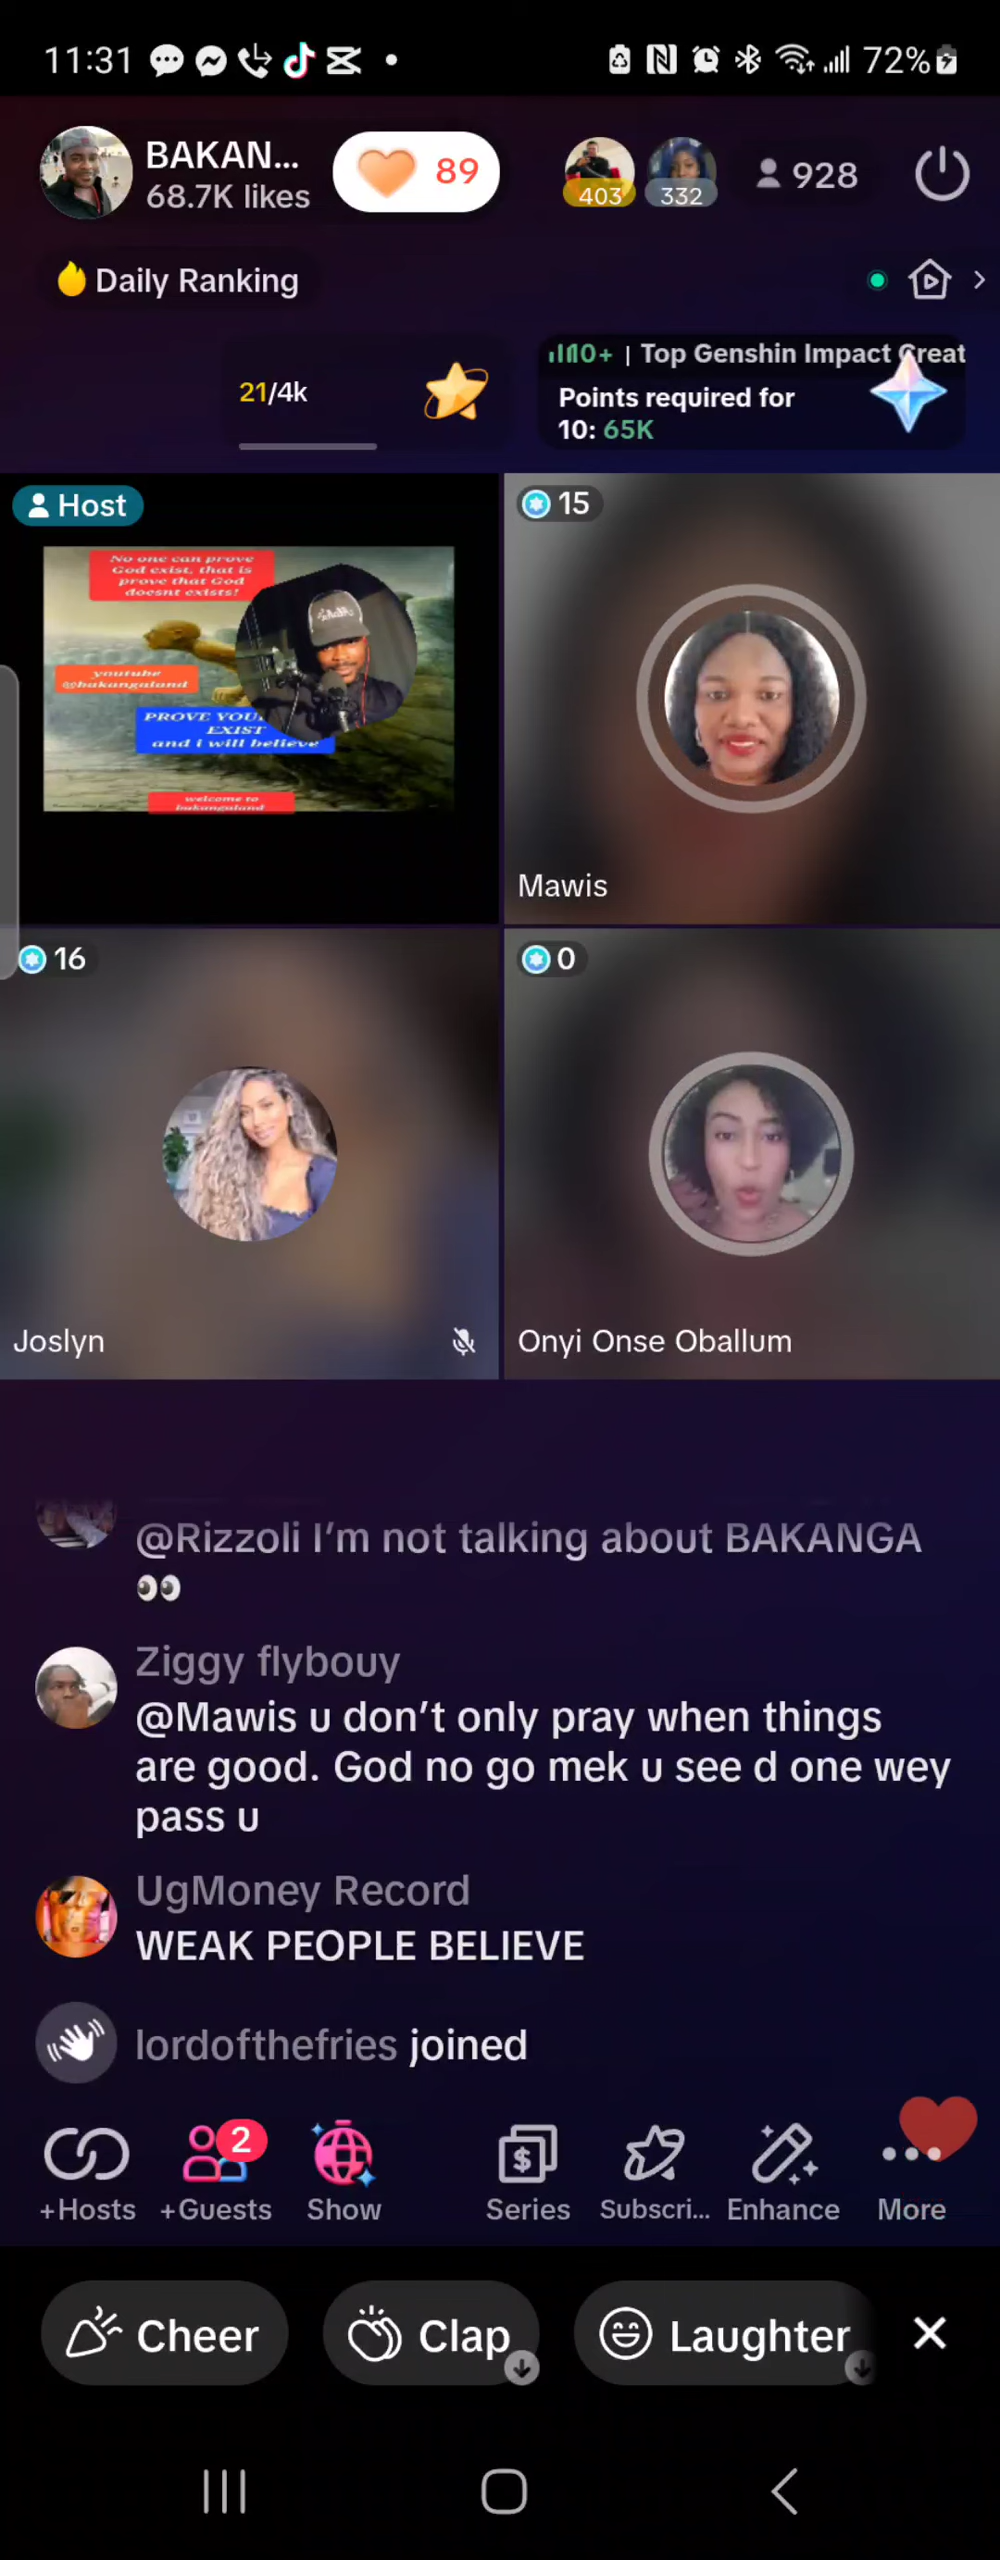 11:31
72%
BAKAN...
68.7K likes
89
403
332
928
Daily Ranking
21/4k
10+ | Top Genshin Impact Creat
Points required for
10: 65K
Host
No one can prove
God exist, that is
prove that God
doesnt exists!
youtube
@bakangaland
PROVE YOU
EXIST
and i will believe
welcome to
bakangaland
15
Mawis
16
Joslyn
0
Onyi Onse Oballum
@Rizzoli I'm not talking about BAKANGA
👀
Ziggy flybouy
@Mawis u don't only pray when things
are good. God no go mek u see d one wey
pass u
UgMoney Record
WEAK PEOPLE BELIEVE
lordofthefries joined
2
+Hosts
+Guests
Show
Series
Subscri...
Enhance
More
Cheer
Clap
Laughter